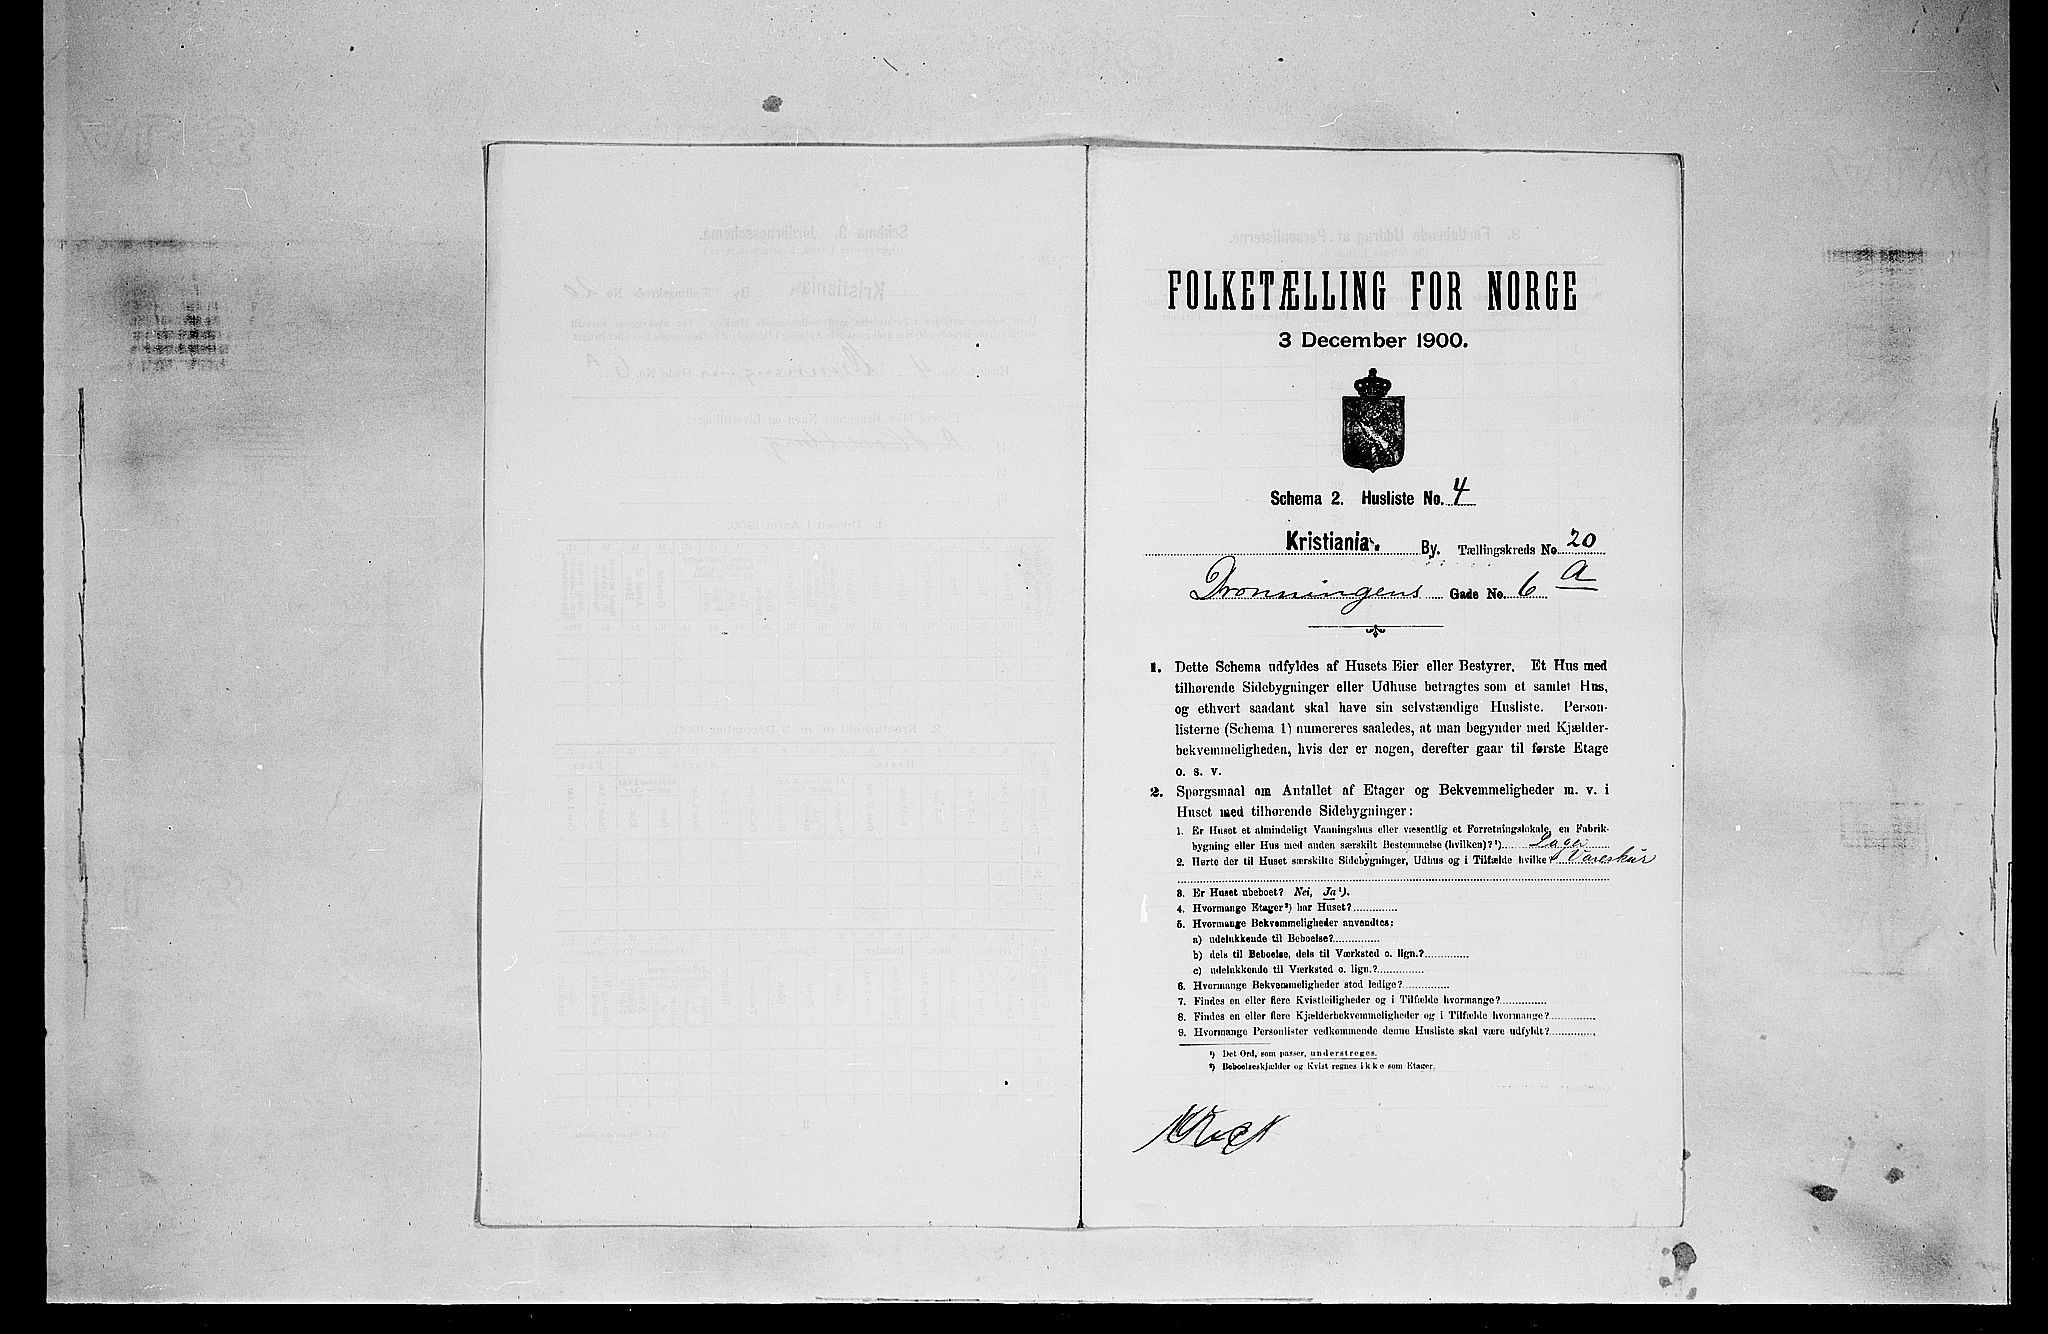 FOLKETÆLLING FOR NORGE
3 December 1900.
Schema 2. Husliste No. 4
Kristiania. By. Tællingskreds No. 20
Dronningens Gade No. 6 A
1. Dette Schema udfyldes af Husets Eier eller Bestyrer. Et Hus med
tilhørende Sidebygninger eller Udhuse betragtes som et samlet Hus,
og ethvert saadant skal have sin selvstændige Husliste. Person-
listerne (Schema 1) numereres saaledes, at man begynder med Kjælder-
bekvemmeligheden, hvis der er nogen, derefter gaar til første Etage
o. s. v.
2. Spørgsmaal om Antallet af Etager og Bekvemmeligheder m. v. i
Huset med tilhørende Sidebygninger:
1. Er Huset et almindeligt Vaaningshus eller væsentlig et Forretningslokale, en Fabrik-
bygning eller Hus med anden særskilt Bestemmelse (hvilken)? ¹) Lager
2. Hørte der til Huset særskilte Sidebygninger, Udhus og i Tilfælde hvilke? Vareskur
3. Er Huset ubeboet? Nei, Ja ¹).
4. Hvormange Etager ²) har Huset?
5. Hvormange Bekvemmeligheder anvendtes:
a) udelukkende til Beboelse?
b) dels til Beboelse, dels til Værksted o. lign.?
c) udelukkende til Værksted o. lign.?
6. Hvormange Bekvemmeligheder stod ledige?
7. Findes en eller flere Kvistleiligheder og i Tilfælde hvormange?
8. Findes en eller flere Kjælderbekvemmeligheder og i Tilfælde hvormange?
9. Hvormange Personlister vedkommende denne Husliste skal være udfyldt?
¹) Det Ord, som passer, understreges.
²) Beboelseskjælder og Kvist regnes ikke som Etager.